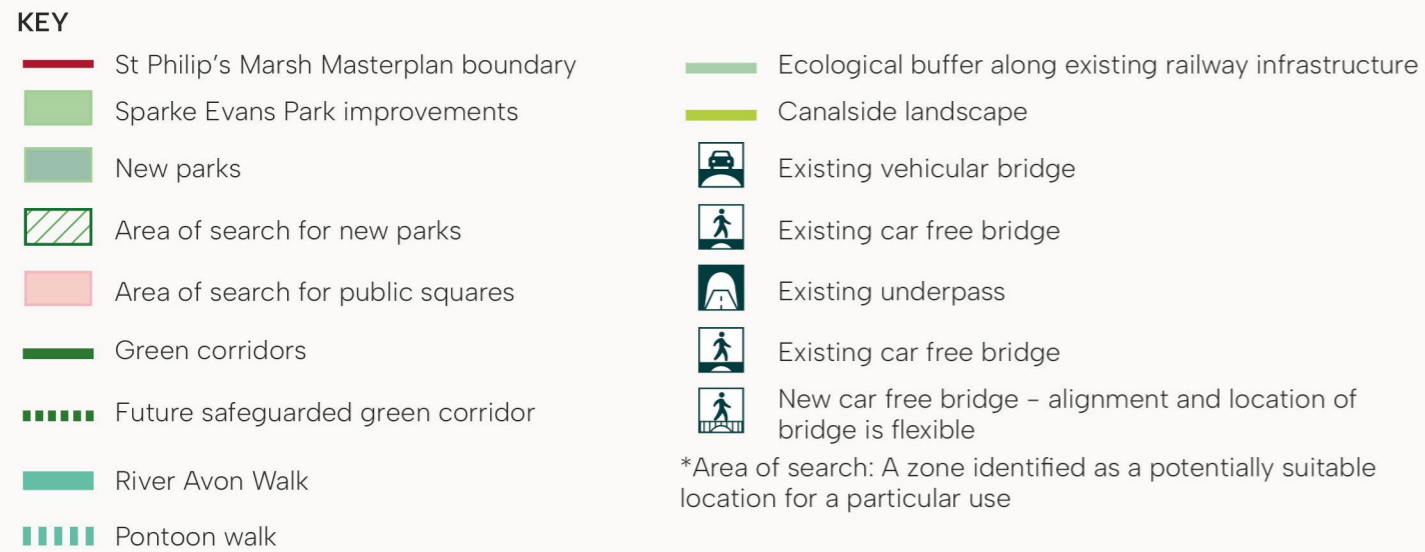 KEY
St Philip's Marsh Masterplan boundary
Sparke Evans Park improvements
New parks
Area of search for new parks
Area of search for public squares
Green corridors
Future safeguarded green corridor
River Avon Walk
Pontoon walk
Ecological buffer along existing railway infrastructure
Canalside landscape
Existing vehicular bridge
Existing car free bridge
Existing underpass
Existing car free bridge
New car free bridge – alignment and location of
bridge is flexible
*Area of search: A zone identified as a potentially suitable
location for a particular use